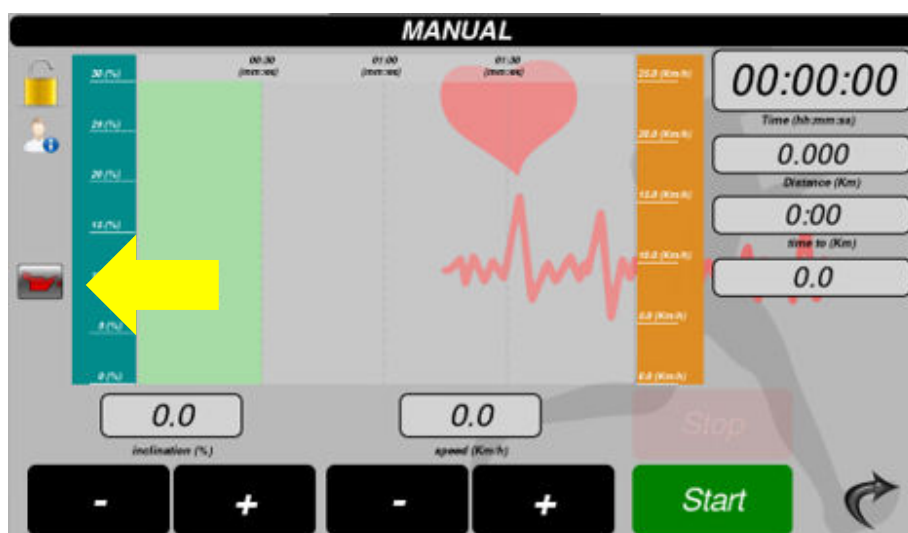 MANUAL
00:30
(mm:ss)
01:00
(mm:ss)
01:30
(mm:ss)
30 (%)
25 (%)
20 (%)
15 (%)
5 (%)
0 (%)
25.0 (Km/h)
20.0 (Km/h)
15.0 (Km/h)
10.0 (Km/h)
5.0 (Km/h)
0.0 (Km/h)
00:00:00
Time (hh:mm:ss)
0.000
Distance (Km)
0:00
time to (Km)
0.0
0.0
inclination (%)
0.0
speed (Km/h)
Stop
- + - +
Start